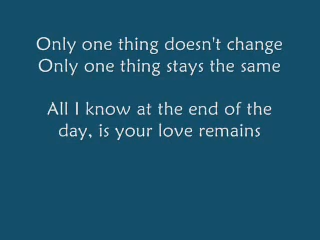 Only one thing doesn't change
Only one thing stays the same
All I know at the end of the
day, is your love remains